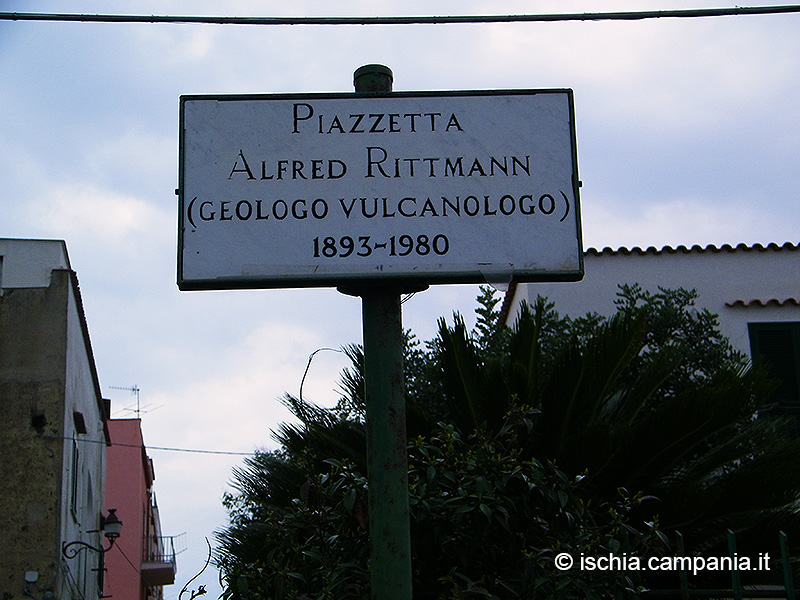 Piazzetta
Alfred Rittmann
(geologo vulcanologo)
1893-1980
© ischia.campania.it